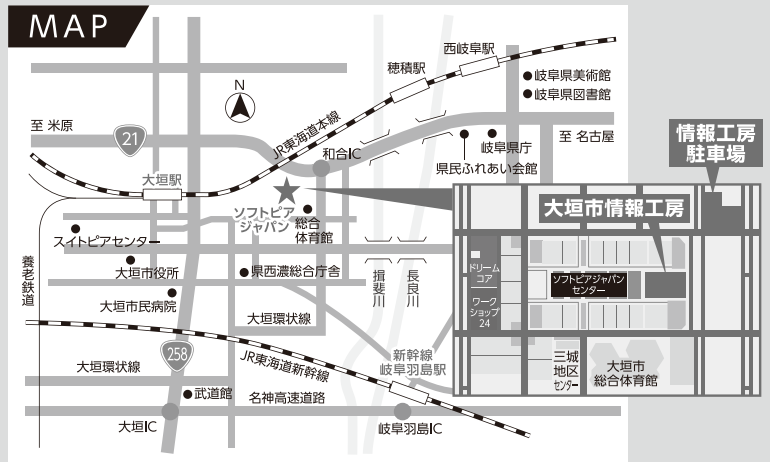 MAP
西岐阜駅
穂積駅
岐阜県美術館
岐阜県図書館
N
至 米原
21
JR東海道本線
和合IC
岐阜県庁
県民ふれあい会館
至 名古屋
情報工房
駐車場
大垣駅
ソフトピア
ジャパン
総合
体育館
大垣市情報工房
スイトピアセンター
大垣市役所
県西濃総合庁舎
大垣市民病院
養老鉄道
揖斐川
長良川
ドリーム
コア
ワーク
ショップ
24
ソフトピアジャパン
センター
大垣環状線
258
JR東海道新幹線
新幹線
岐阜羽島駅
三城
地区
センター
大垣市
総合体育館
大垣環状線
武道館
名神高速道路
大垣IC
岐阜羽島IC